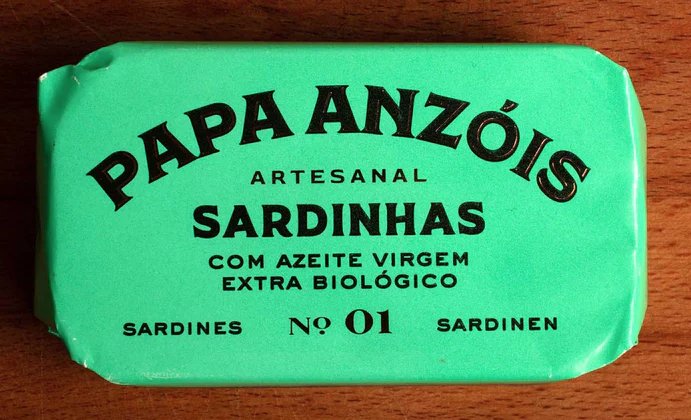 PAPA ANZÓIS
ARTESANAL
SARDINHAS
COM AZEITE VIRGEM
EXTRA BIOLÓGICO
SARDINES Nº 01 SARDINEN